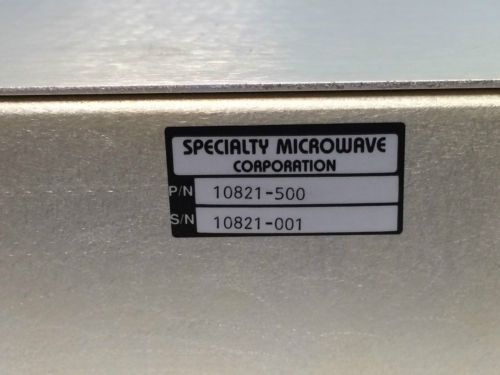 SPECIALTY MICROWAVE
CORPORATION
P/N 10821-500
S/N 10821-001